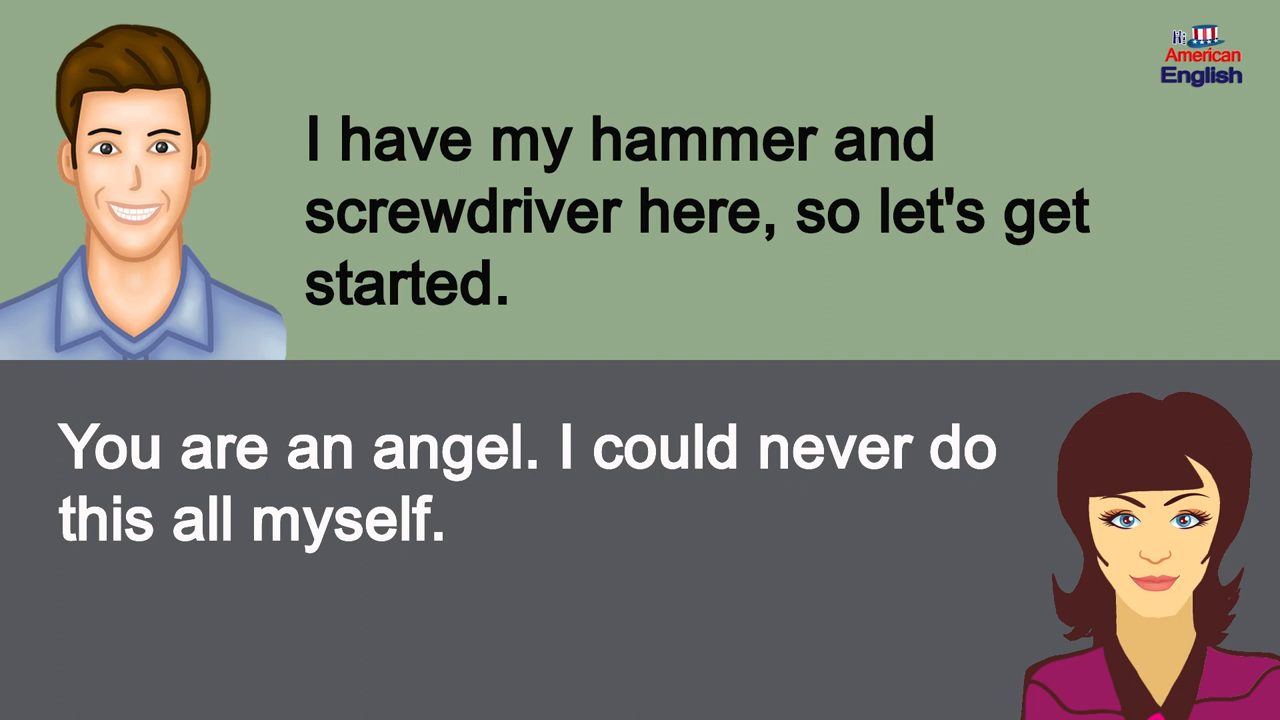 Hi
American
English
I have my hammer and
screwdriver here, so let's get
started.
You are an angel. I could never do
this all myself.